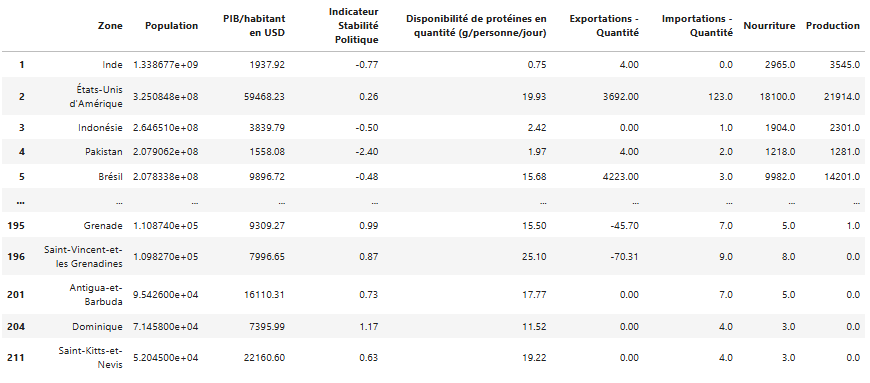 Zone Population PIB/habitant en USD Indicateur Stabilité Politique Disponibilité de protéines en quantité (g/personne/jour) Exportations - Quantité Importations - Quantité Nourriture Production
1 Inde 1.338677e+09 1937.92 -0.77 0.75 4.00 0.0 2965.0 3545.0
2 États-Unis d'Amérique 3.250848e+08 59468.23 0.26 19.93 3692.00 123.0 18100.0 21914.0
3 Indonésie 2.646510e+08 3839.79 -0.50 2.42 0.00 1.0 1904.0 2301.0
4 Pakistan 2.079062e+08 1558.08 -2.40 1.97 4.00 2.0 1218.0 1281.0
5 Brésil 2.078338e+08 9896.72 -0.48 15.68 4223.00 3.0 9982.0 14201.0
... ... ... ... ... ... ... ... ... ...
195 Grenade 1.108740e+05 9309.27 0.99 15.50 -45.70 7.0 5.0 1.0
196 Saint-Vincent-et-les Grenadines 1.098270e+05 7996.65 0.87 25.10 -70.31 9.0 8.0 0.0
201 Antigua-et-Barbuda 9.542600e+04 16110.31 0.73 17.77 0.00 7.0 5.0 0.0
204 Dominique 7.145800e+04 7395.99 1.17 11.52 0.00 4.0 3.0 0.0
211 Saint-Kitts-et-Nevis 5.204500e+04 22160.60 0.63 19.22 0.00 4.0 3.0 0.0